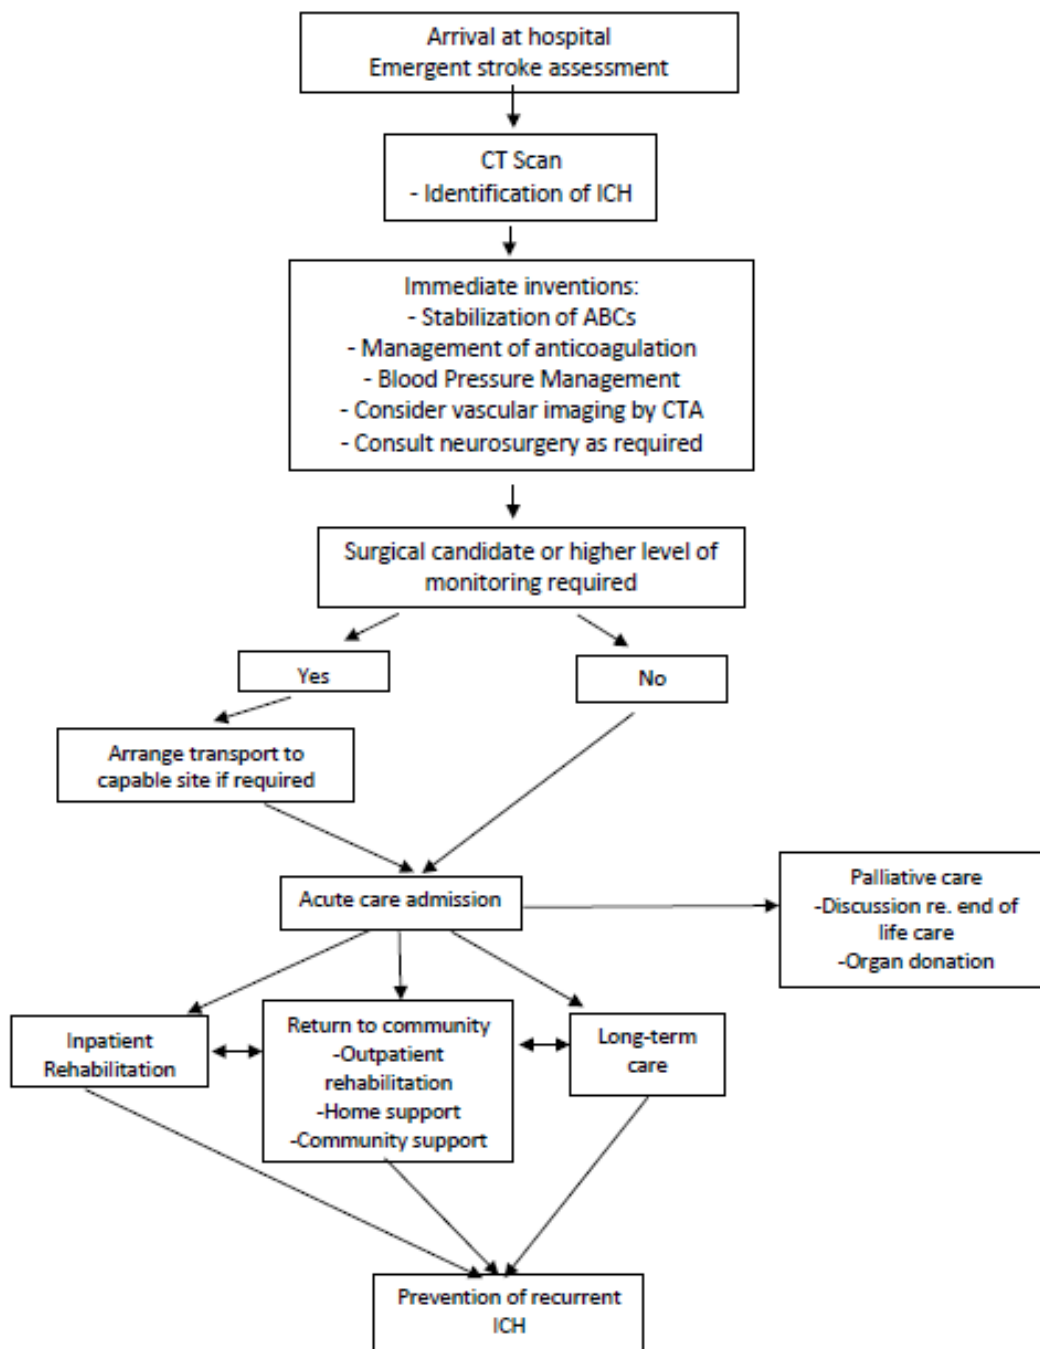 Arrival at hospital
Emergent stroke assessment
CT Scan
- Identification of ICH
Immediate inventions:
- Stabilization of ABCs
- Management of anticoagulation
- Blood Pressure Management
- Consider vascular imaging by CTA
- Consult neurosurgery as required
Surgical candidate or higher level of
monitoring required
Yes
No
Arrange transport to
capable site if required
Acute care admission
Palliative care
-Discussion re. end of
life care
-Organ donation
Inpatient
Rehabilitation
Return to community
-Outpatient
rehabilitation
-Home support
-Community support
Long-term
care
Prevention of recurrent
ICH